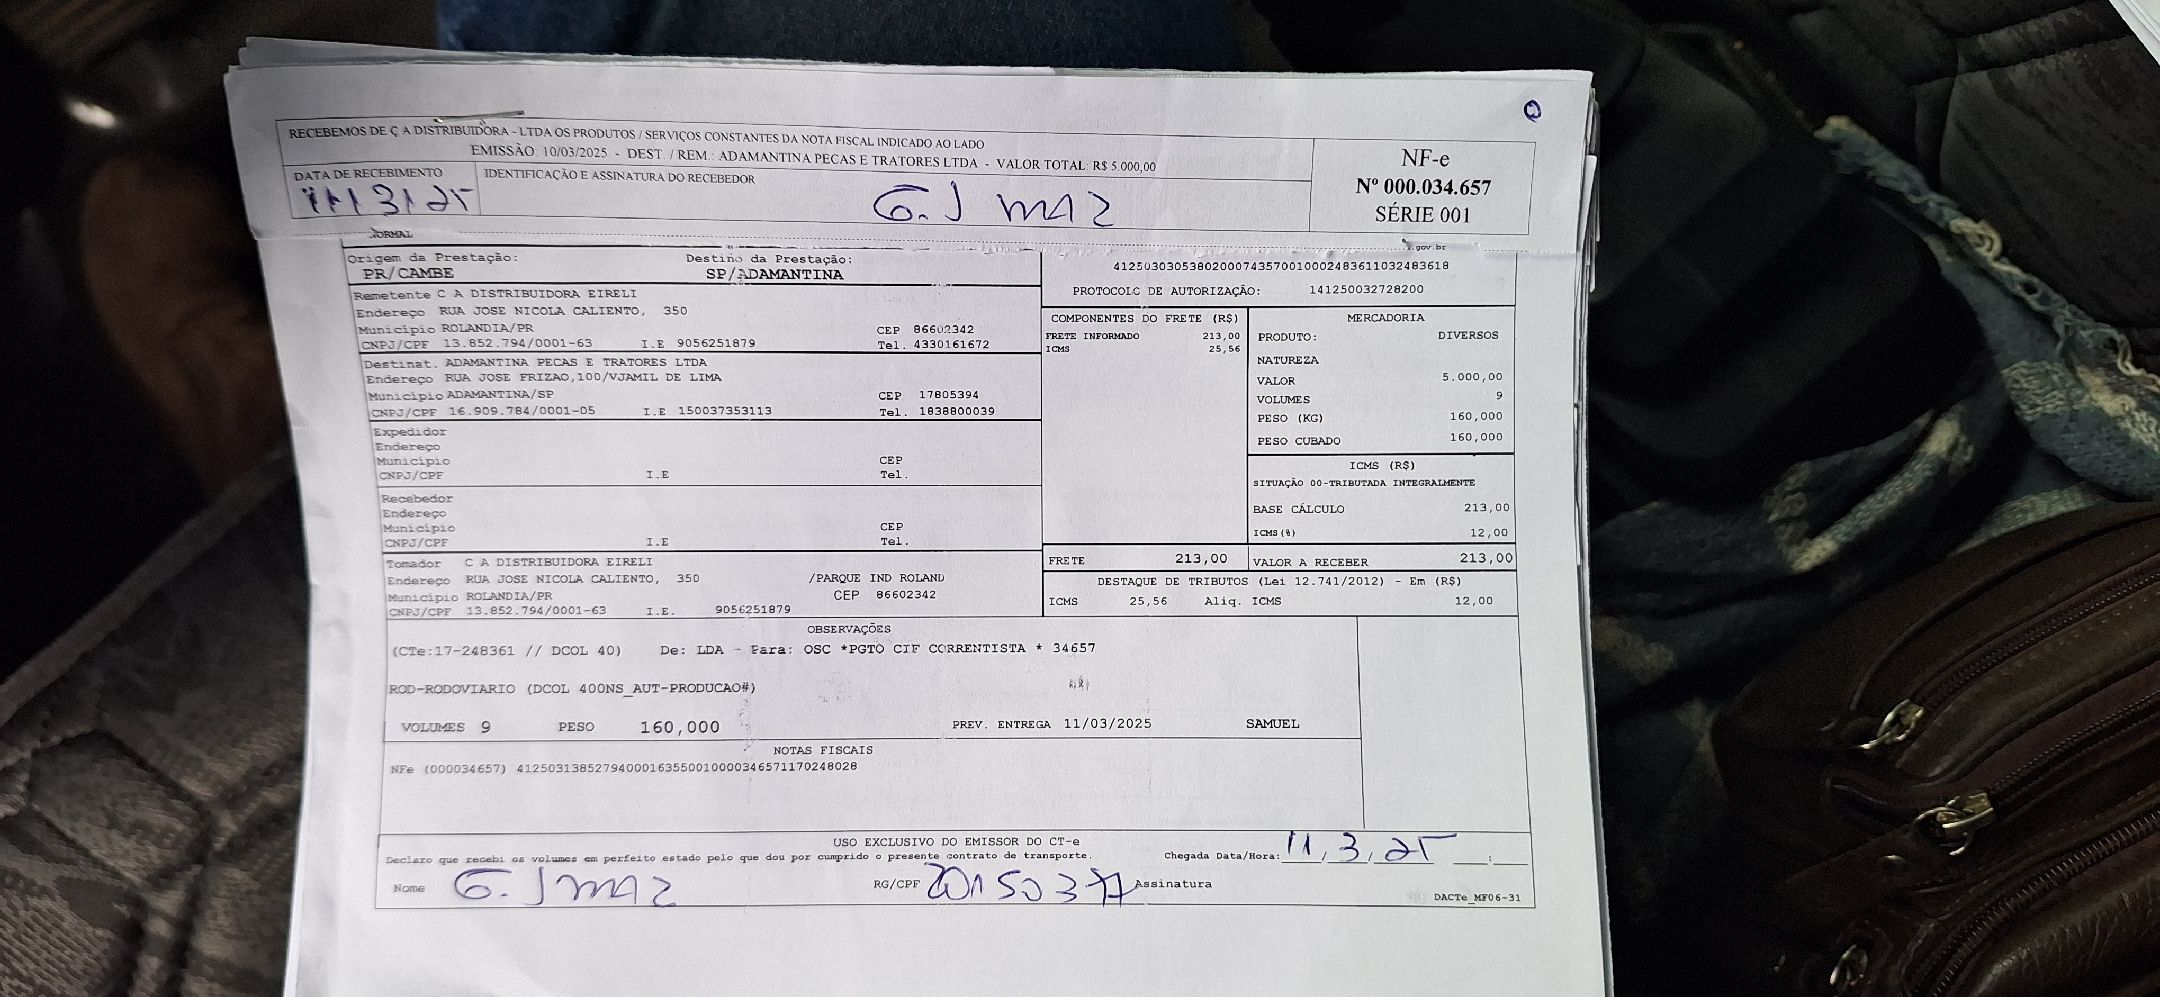 RECEBEMOS DE C A DISTRIBUIDORA - LTDA OS PRODUTOS / SERVIÇOS CONSTANTES DA NOTA FISCAL INDICADO AO LADO
EMISSÃO: 10/03/2025 - DEST. / REM.: ADAMANTINA PECAS E TRATORES LTDA - VALOR TOTAL: R$ 5.000,00
DATA DE RECEBIMENTO
11/3/25
IDENTIFICAÇÃO E ASSINATURA DO RECEBEDOR
NF-e
Nº 000.034.657
SÉRIE 001
NORMAL
.gov.br
Origem da Prestação: Destino da Prestação:
PR/CAMBE SP/ADAMANTINA
Remetente C A DISTRIBUIDORA EIRELI
Endereço RUA JOSE NICOLA CALIENTO, 350
Município ROLANDIA/PR CEP 86602342
CNPJ/CPF 13.852.794/0001-63 I.E 9056251879 Tel. 4330161672
Destinat. ADAMANTINA PECAS E TRATORES LTDA
Endereço RUA JOSE FRIZAO,100/VJAMIL DE LIMA
Município ADAMANTINA/SP CEP 17805394
CNPJ/CPF 16.909.784/0001-05 I.E 150037353113 Tel. 1838800039
Expedidor
Endereço
Município CEP
CNPJ/CPF I.E Tel.
Recebedor
Endereço
Município CEP
CNPJ/CPF I.E Tel.
Tomador C A DISTRIBUIDORA EIRELI
Endereço RUA JOSE NICOLA CALIENTO, 350 /PARQUE IND ROLAND
Município ROLANDIA/PR CEP 86602342
CNPJ/CPF 13.852.794/0001-63 I.E. 9056251879
41250303053802000743570010002483611032483618
PROTOCOLO DE AUTORIZAÇÃO: 141250032728200
COMPONENTES DO FRETE (R$)
FRETE INFORMADO 213,00
ICMS 25,56
MERCADORIA
PRODUTO: DIVERSOS
NATUREZA
VALOR 5.000,00
VOLUMES 9
PESO (KG) 160,000
PESO CUBADO 160,000
ICMS (R$)
SITUAÇÃO 00-TRIBUTADA INTEGRALMENTE
BASE CÁLCULO 213,00
ICMS(%) 12,00
FRETE 213,00 VALOR A RECEBER 213,00
DESTAQUE DE TRIBUTOS (Lei 12.741/2012) - Em (R$)
ICMS 25,56 Aliq. ICMS 12,00
OBSERVAÇÕES
(CTe:17-248361 // DCOL 40) De: LDA - Para: OSC *PGTO CIF CORRENTISTA * 34657
ROD-RODOVIARIO (DCOL 400NS_AUT-PRODUCAO#)
VOLUMES 9 PESO 160,000 PREV. ENTREGA 11/03/2025 SAMUEL
NOTAS FISCAIS
NFe (000034657) 41250313852794000163550010000346571170248028
USO EXCLUSIVO DO EMISSOR DO CT-e
Declaro que recebi os volumes em perfeito estado pelo que dou por cumprido o presente contrato de transporte. Chegada Data/Hora: 11/3/25 :
Nome RG/CPF Assinatura
DACTe_MF06-31